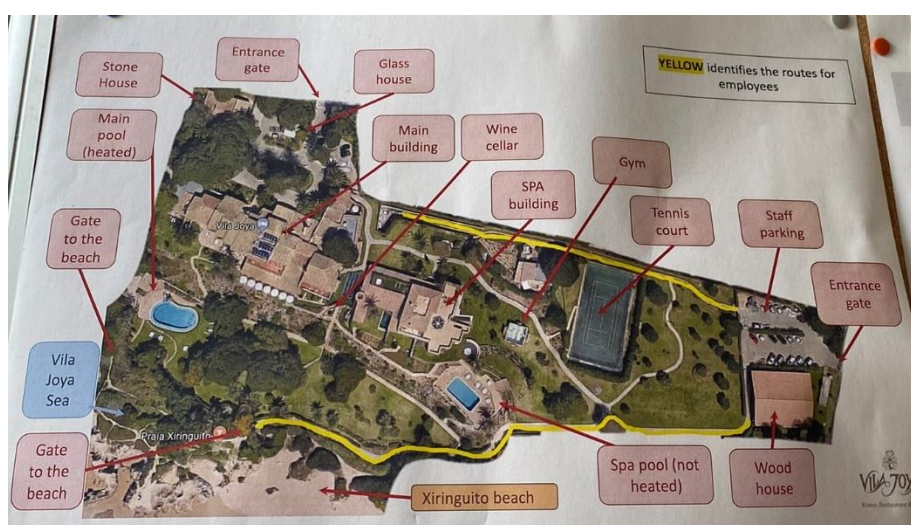 Stone
House
Entrance
gate
Glass
house
YELLOW identifies the routes for
employees
Main
pool
(heated)
Main
building
Wine
cellar
Gym
SPA
building
Tennis
court
Staff
parking
Gate
to the
beach
Vila Joya
Entrance
gate
Vila
Joya
Sea
Praia Xiringuito
Gate
to the
beach
Xiringuito beach
Spa pool (not
heated)
Wood
house
VILA JOY